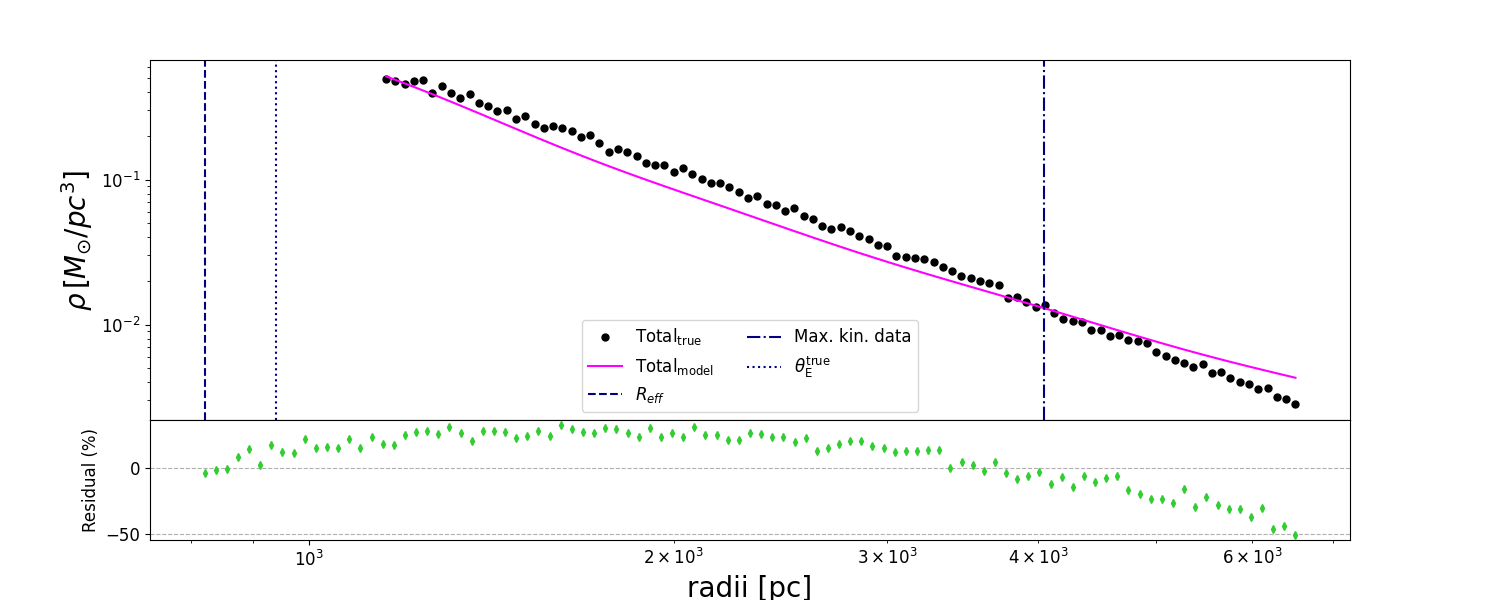 ρ [M⊙/pc³]
10⁻¹
10⁻²
Total_true
Total_model
R_eff
Max. kin. data
θ_E^true
Residual (%)
0
−50
10³
2 × 10³
3 × 10³
4 × 10³
6 × 10³
radii [pc]